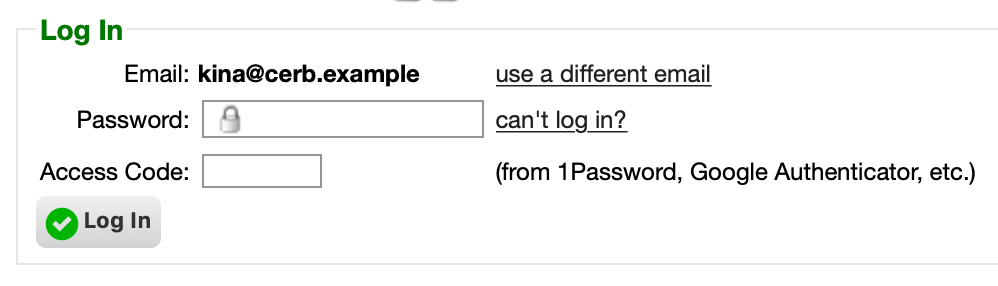 Log In
Email: kina@cerb.example use a different email
Password: can't log in?
Access Code: (from 1Password, Google Authenticator, etc.)
Log In